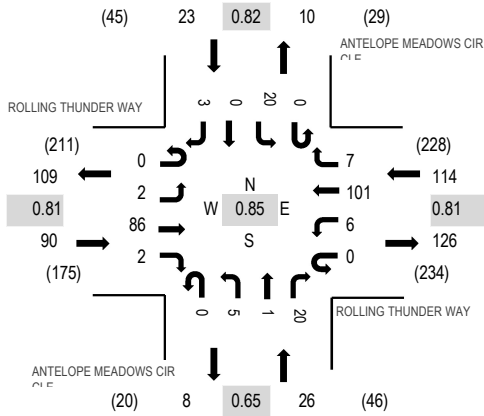 (45) 23 0.82 10 (29)
ANTELOPE MEADOWS CIR
CLE
ROLLING THUNDER WAY
3 0 20 0
(211) 0 7 (228)
109 2 N 101 114
0.81 W 0.85 E 0.81
90 86 S 6 126
(175) 2 0 (234)
0 5 1 20
ROLLING THUNDER WAY
ANTELOPE MEADOWS CIR
CLE
(20) 8 0.65 26 (46)